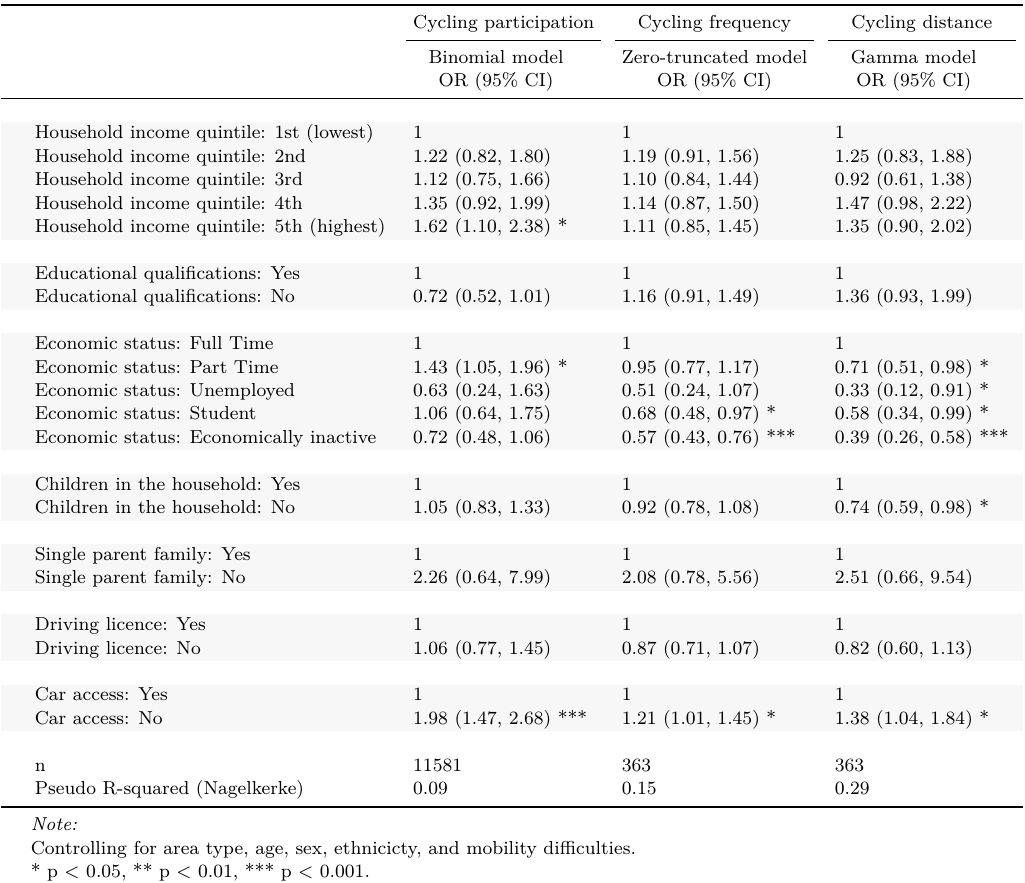 Cycling participation Cycling frequency Cycling distance
Binomial model Zero-truncated model Gamma model
OR (95% CI) OR (95% CI) OR (95% CI)
Household income quintile: 1st (lowest) 1 1 1
Household income quintile: 2nd 1.22 (0.82, 1.80) 1.19 (0.91, 1.56) 1.25 (0.83, 1.88)
Household income quintile: 3rd 1.12 (0.75, 1.66) 1.10 (0.84, 1.44) 0.92 (0.61, 1.38)
Household income quintile: 4th 1.35 (0.92, 1.99) 1.14 (0.87, 1.50) 1.47 (0.98, 2.22)
Household income quintile: 5th (highest) 1.62 (1.10, 2.38) * 1.11 (0.85, 1.45) 1.35 (0.90, 2.02)
Educational qualifications: Yes 1 1 1
Educational qualifications: No 0.72 (0.52, 1.01) 1.16 (0.91, 1.49) 1.36 (0.93, 1.99)
Economic status: Full Time 1 1 1
Economic status: Part Time 1.43 (1.05, 1.96) * 0.95 (0.77, 1.17) 0.71 (0.51, 0.98) *
Economic status: Unemployed 0.63 (0.24, 1.63) 0.51 (0.24, 1.07) 0.33 (0.12, 0.91) *
Economic status: Student 1.06 (0.64, 1.75) 0.68 (0.48, 0.97) * 0.58 (0.34, 0.99) *
Economic status: Economically inactive 0.72 (0.48, 1.06) 0.57 (0.43, 0.76) *** 0.39 (0.26, 0.58) ***
Children in the household: Yes 1 1 1
Children in the household: No 1.05 (0.83, 1.33) 0.92 (0.78, 1.08) 0.74 (0.59, 0.98) *
Single parent family: Yes 1 1 1
Single parent family: No 2.26 (0.64, 7.99) 2.08 (0.78, 5.56) 2.51 (0.66, 9.54)
Driving licence: Yes 1 1 1
Driving licence: No 1.06 (0.77, 1.45) 0.87 (0.71, 1.07) 0.82 (0.60, 1.13)
Car access: Yes 1 1 1
Car access: No 1.98 (1.47, 2.68) *** 1.21 (1.01, 1.45) * 1.38 (1.04, 1.84) *
n 11581 363 363
Pseudo R-squared (Nagelkerke) 0.09 0.15 0.29
Note:
Controlling for area type, age, sex, ethnicicty, and mobility difficulties.
* p < 0.05, ** p < 0.01, *** p < 0.001.